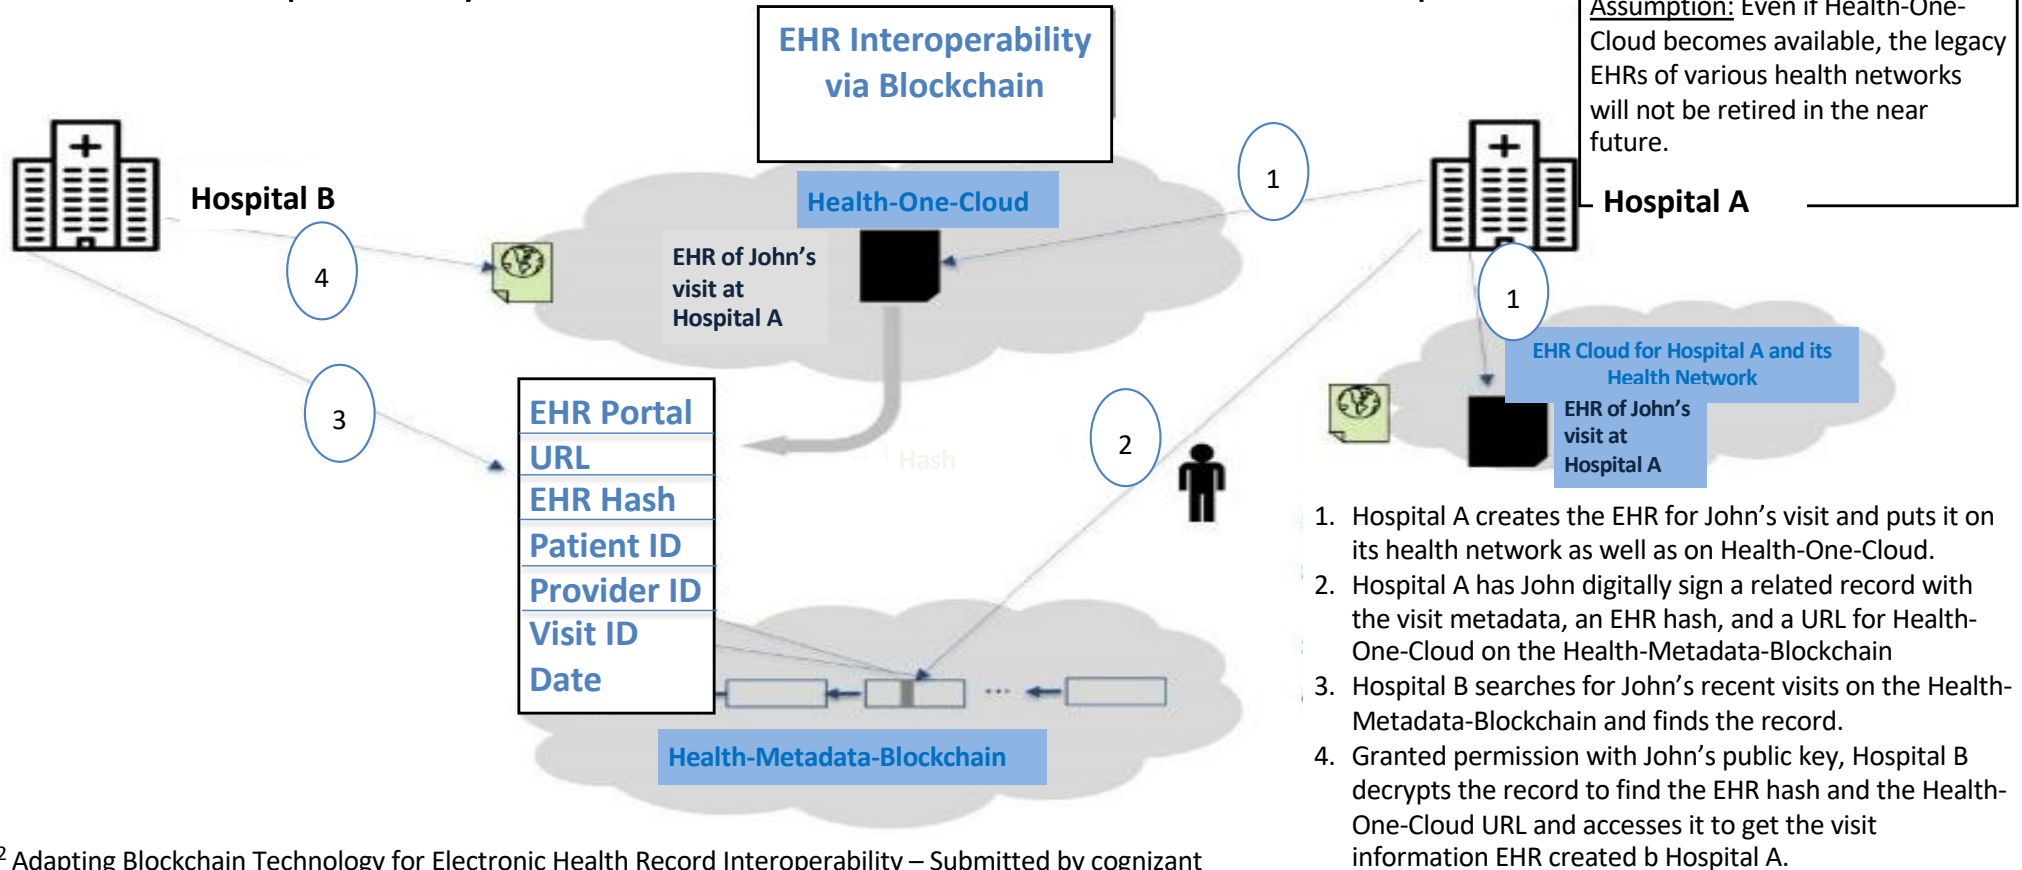 Assumption: Even if Health-One-
Cloud becomes available, the legacy
EHRs of various health networks
will not be retired in the near
future.
EHR Interoperability
via Blockchain
Hospital B
Health-One-Cloud
1
Hospital A
EHR of John’s
visit at
Hospital A
4
1
EHR Cloud for Hospital A and its
Health Network
EHR of John’s
visit at
Hospital A
3
2
Hash
EHR Portal
URL
EHR Hash
Patient ID
Provider ID
Visit ID
Date
...
Health-Metadata-Blockchain
1. Hospital A creates the EHR for John’s visit and puts it on
its health network as well as on Health-One-Cloud.
2. Hospital A has John digitally sign a related record with
the visit metadata, an EHR hash, and a URL for Health-
One-Cloud on the Health-Metadata-Blockchain
3. Hospital B searches for John’s recent visits on the Health-
Metadata-Blockchain and finds the record.
4. Granted permission with John’s public key, Hospital B
decrypts the record to find the EHR hash and the Health-
One-Cloud URL and accesses it to get the visit
information EHR created b Hospital A.
2 Adapting Blockchain Technology for Electronic Health Record Interoperability – Submitted by cognizant